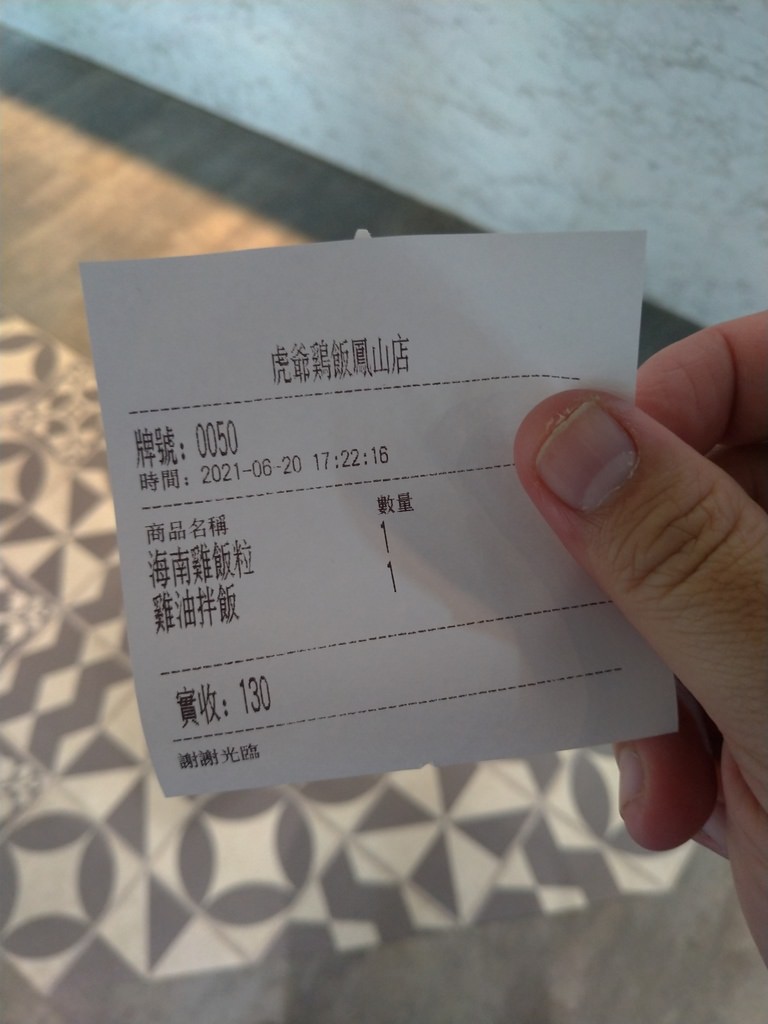 虎爺鷄飯鳳山店
牌號: 0050
時間: 2021-06-20 17:22:16
商品名稱 數量
海南雞飯粒 1
雞油拌飯 1
實收: 130
謝謝光臨